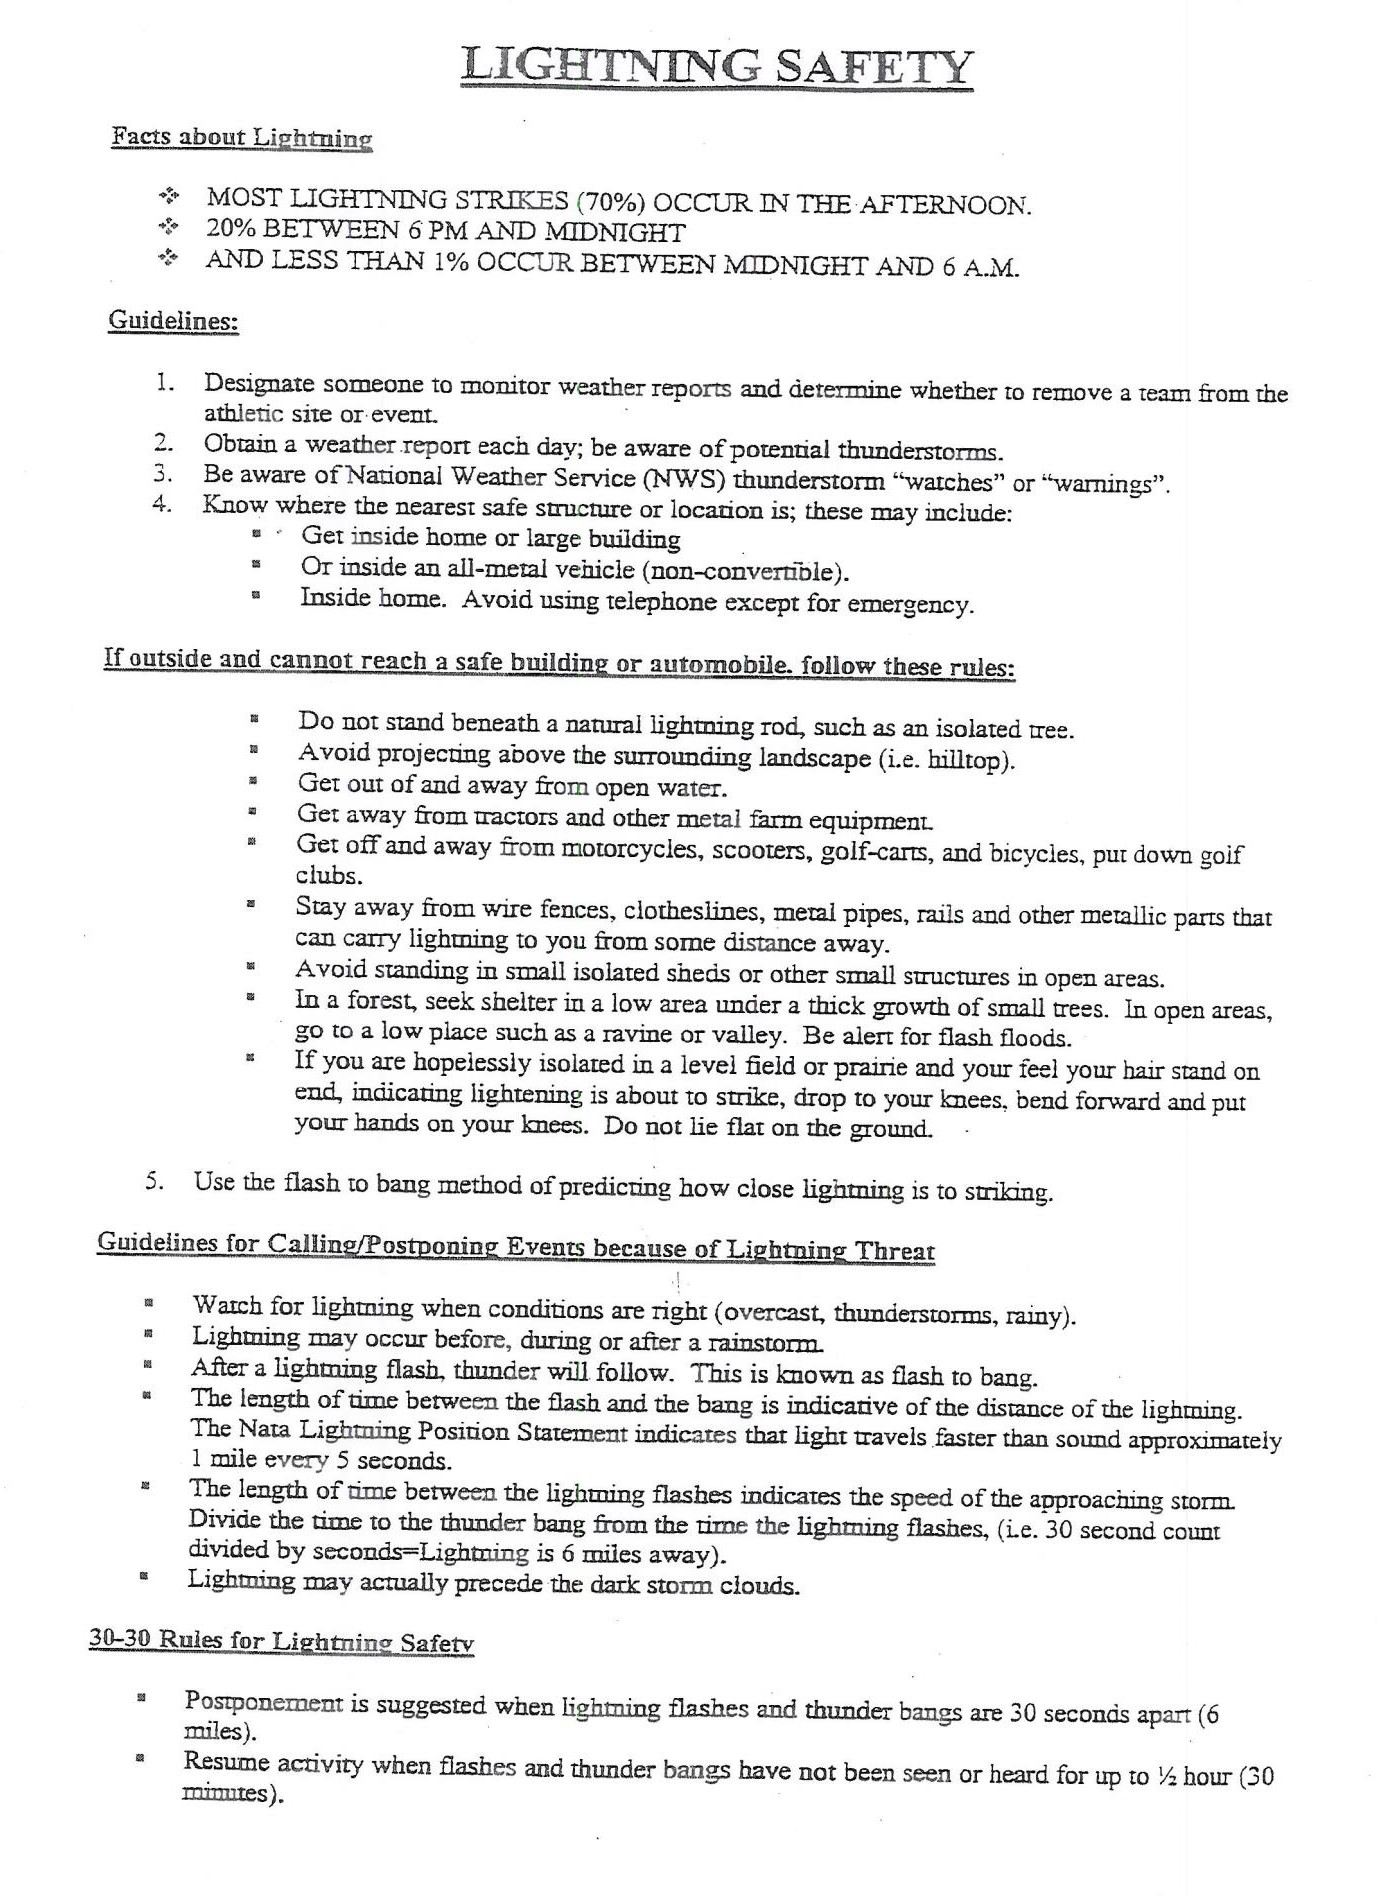 LIGHTNING SAFETY
Facts about Lightning
❖ MOST LIGHTNING STRIKES (70%) OCCUR IN THE AFTERNOON.
❖ 20% BETWEEN 6 PM AND MIDNIGHT
❖ AND LESS THAN 1% OCCUR BETWEEN MIDNIGHT AND 6 A.M.
Guidelines:
1. Designate someone to monitor weather reports and determine whether to remove a team from the
athletic site or event.
2. Obtain a weather report each day; be aware of potential thunderstorms.
3. Be aware of National Weather Service (NWS) thunderstorm “watches” or “warnings”.
4. Know where the nearest safe structure or location is; these may include:
▪ Get inside home or large building
▪ Or inside an all-metal vehicle (non-convertible).
▪ Inside home. Avoid using telephone except for emergency.
If outside and cannot reach a safe building or automobile. follow these rules:
▪ Do not stand beneath a natural lightning rod, such as an isolated tree.
▪ Avoid projecting above the surrounding landscape (i.e. hilltop).
▪ Get out of and away from open water.
▪ Get away from tractors and other metal farm equipment.
▪ Get off and away from motorcycles, scooters, golf-carts, and bicycles, put down golf
clubs.
▪ Stay away from wire fences, clotheslines, metal pipes, rails and other metallic parts that
can carry lightning to you from some distance away.
▪ Avoid standing in small isolated sheds or other small structures in open areas.
▪ In a forest, seek shelter in a low area under a thick growth of small trees. In open areas,
go to a low place such as a ravine or valley. Be alert for flash floods.
▪ If you are hopelessly isolated in a level field or prairie and your feel your hair stand on
end, indicating lightening is about to strike, drop to your knees, bend forward and put
your hands on your knees. Do not lie flat on the ground.
5. Use the flash to bang method of predicting how close lightning is to striking.
Guidelines for Calling/Postponing Events because of Lightning Threat
▪ Watch for lightning when conditions are right (overcast, thunderstorms, rainy).
▪ Lightning may occur before, during or after a rainstorm.
▪ After a lightning flash, thunder will follow. This is known as flash to bang.
▪ The length of time between the flash and the bang is indicative of the distance of the lightning.
The Nata Lightning Position Statement indicates that light travels faster than sound approximately
1 mile every 5 seconds.
▪ The length of time between the lightning flashes indicates the speed of the approaching storm.
Divide the time to the thunder bang from the time the lightning flashes, (i.e. 30 second count
divided by seconds=Lightning is 6 miles away).
▪ Lightning may actually precede the dark storm clouds.
30-30 Rules for Lightning Safety
▪ Postponement is suggested when lightning flashes and thunder bangs are 30 seconds apart (6
miles).
▪ Resume activity when flashes and thunder bangs have not been seen or heard for up to ½ hour (30
minutes).